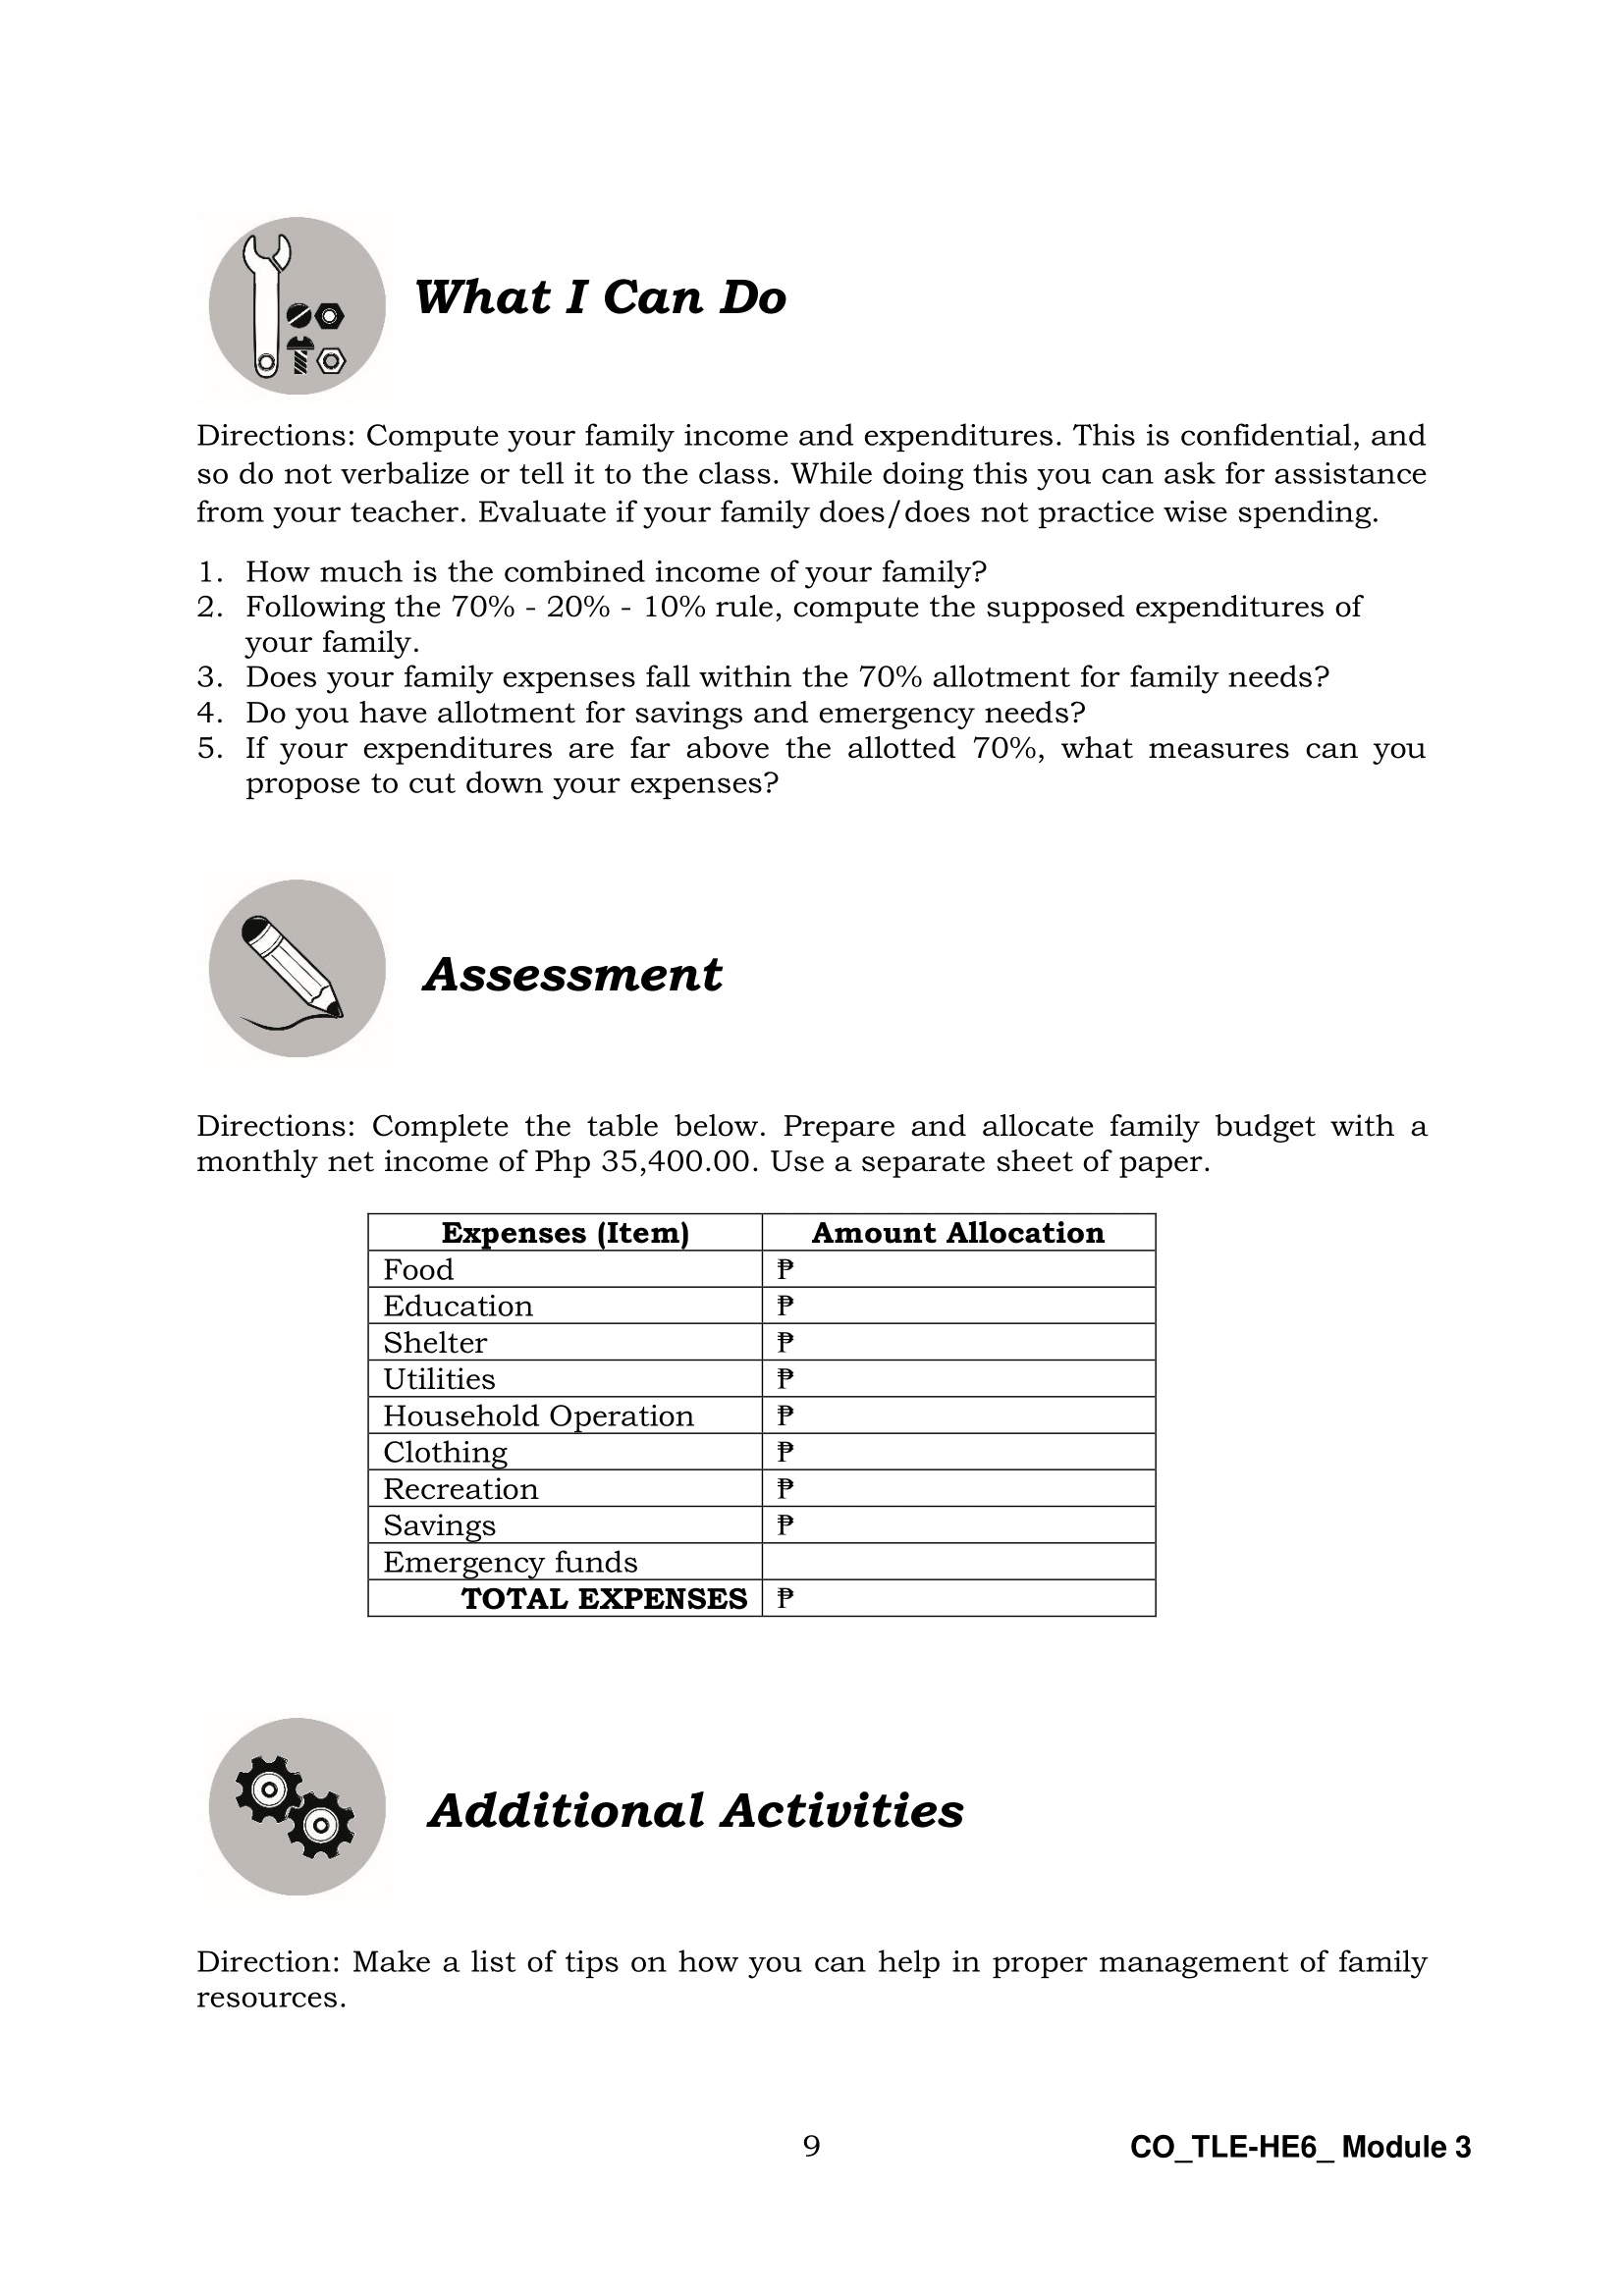 What I Can Do
Directions: Compute your family income and expenditures. This is confidential, and
so do not verbalize or tell it to the class. While doing this you can ask for assistance
from your teacher. Evaluate if your family does/does not practice wise spending.
1. How much is the combined income of your family?
2. Following the 70% - 20% - 10% rule, compute the supposed expenditures of
your family.
3. Does your family expenses fall within the 70% allotment for family needs?
4. Do you have allotment for savings and emergency needs?
5. If your expenditures are far above the allotted 70%, what measures can you
propose to cut down your expenses?
Assessment
Directions: Complete the table below. Prepare and allocate family budget with a
monthly net income of Php 35,400.00. Use a separate sheet of paper.
Expenses (Item) Amount Allocation
Food ₱
Education ₱
Shelter ₱
Utilities ₱
Household Operation ₱
Clothing ₱
Recreation ₱
Savings ₱
Emergency funds
TOTAL EXPENSES ₱
Additional Activities
Direction: Make a list of tips on how you can help in proper management of family
resources.
9 CO_TLE-HE6_ Module 3